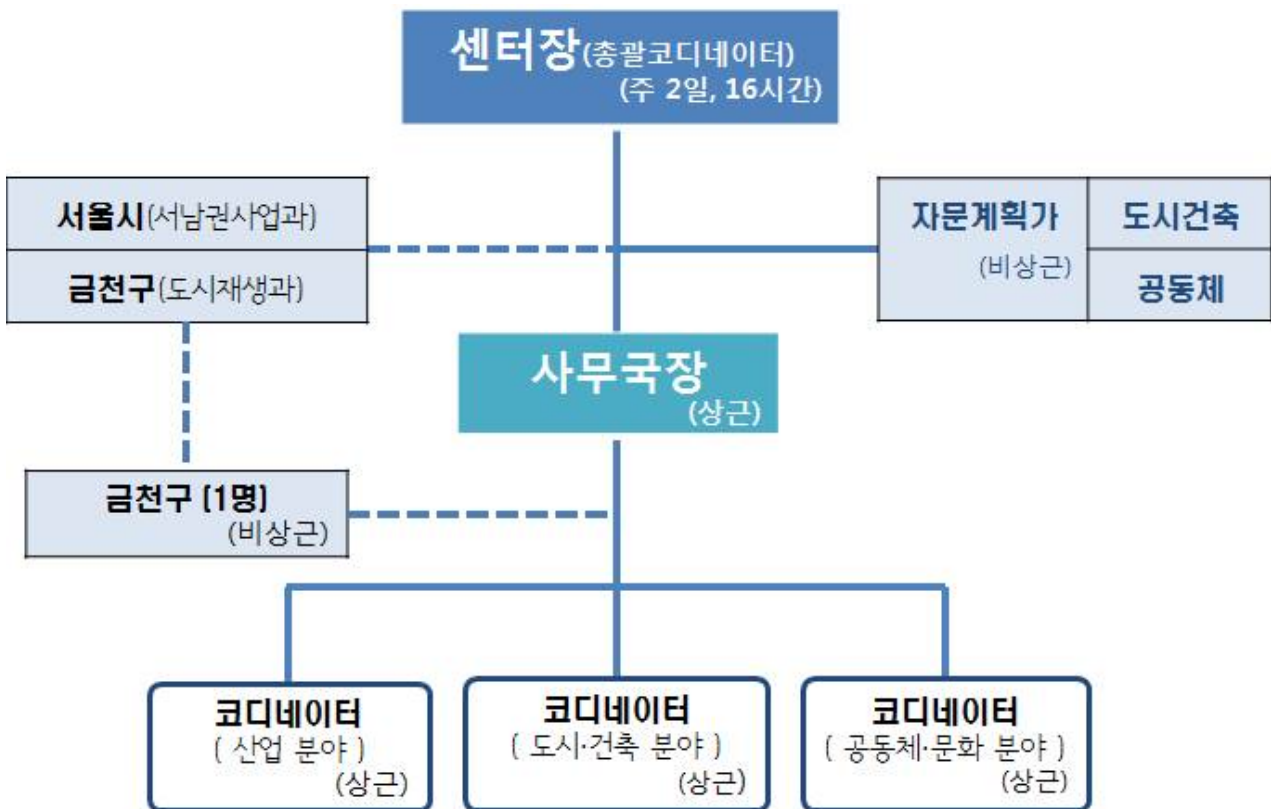 센터장(총괄코디네이터)
(주 2일, 16시간)
서울시(서남권사업과)
금천구(도시재생과)
자문계획가
(비상근)
도시건축
공동체
사무국장
(상근)
금천구 (1명)
(비상근)
코디네이터
( 산업 분야 )
(상근)
코디네이터
( 도시·건축 분야 )
(상근)
코디네이터
( 공동체·문화 분야 )
(상근)